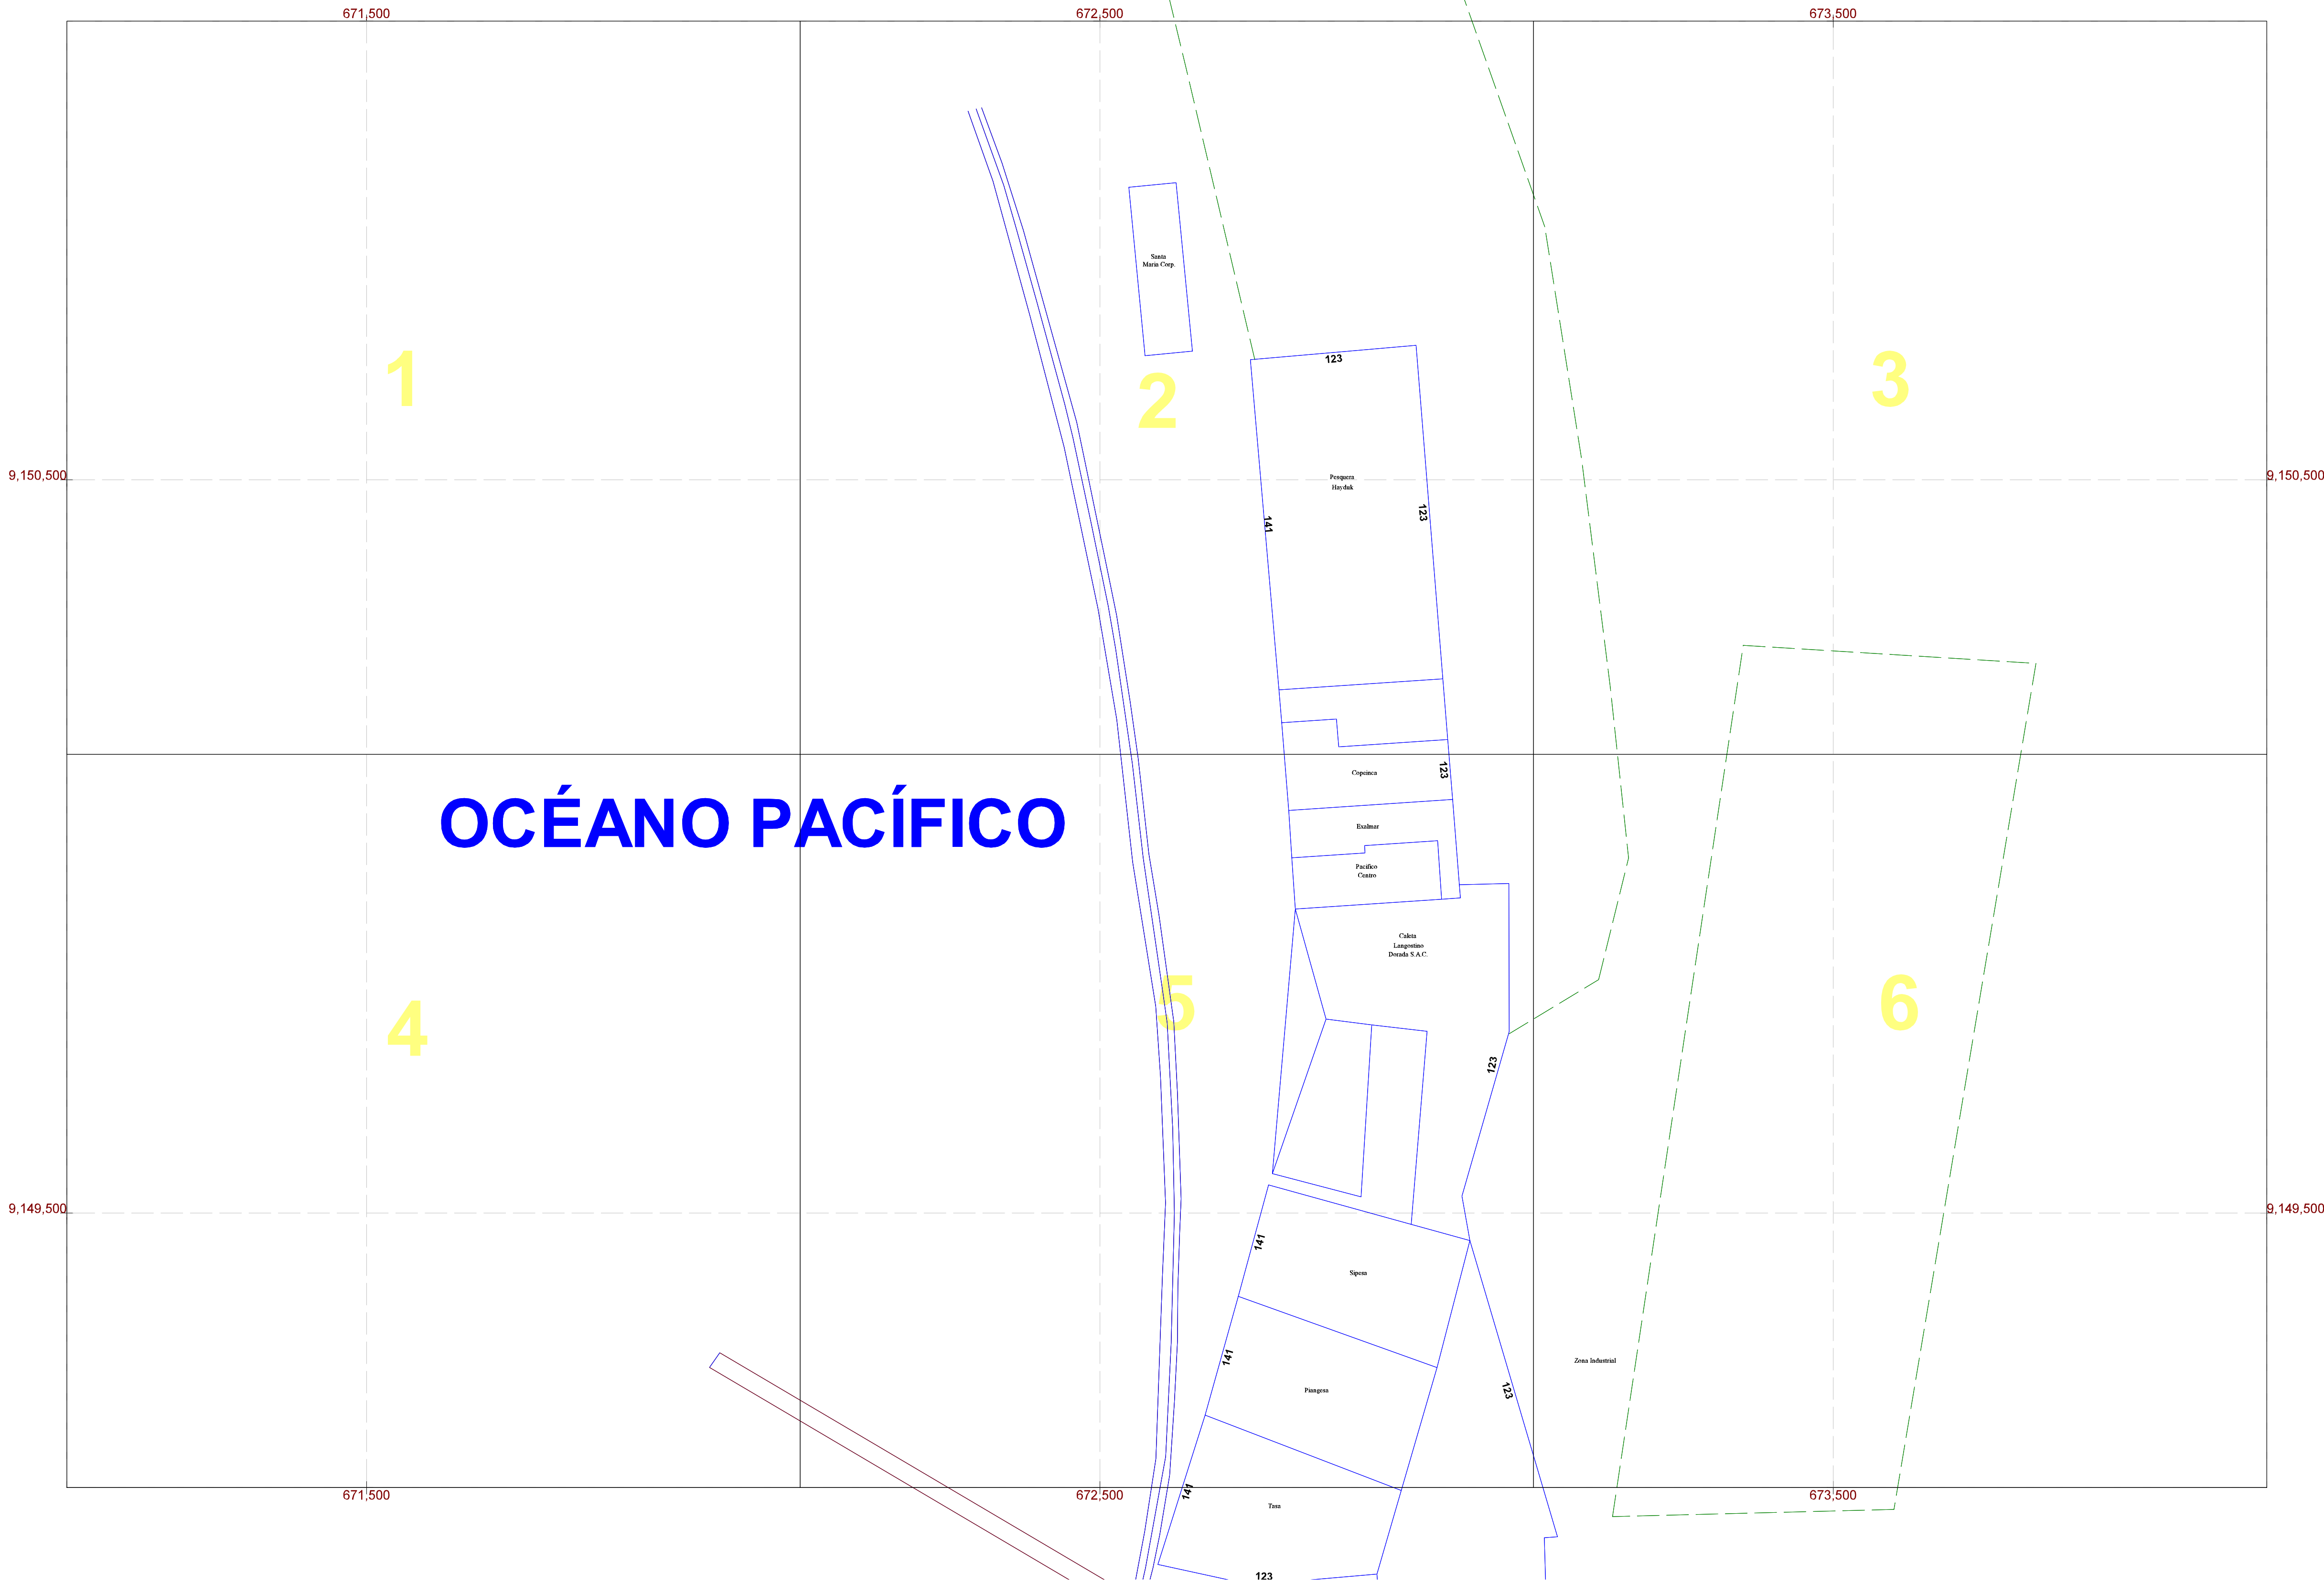 671,500
672,500
673,500
Santa
Maria Corp.
1
2
3
123
9,150,500
9,150,500
Pesquera
Hayduk
141
123
OCÉANO PACÍFICO
Copeinca
123
Exalmar
Pacifico
Centro
Caleta
Langostino
Dorada S.A.C.
4
5
6
123
9,149,500
9,149,500
141
Sipesa
141
Zona Industrial
Piangesa
123
141
671,500
672,500
673,500
Tasa
123